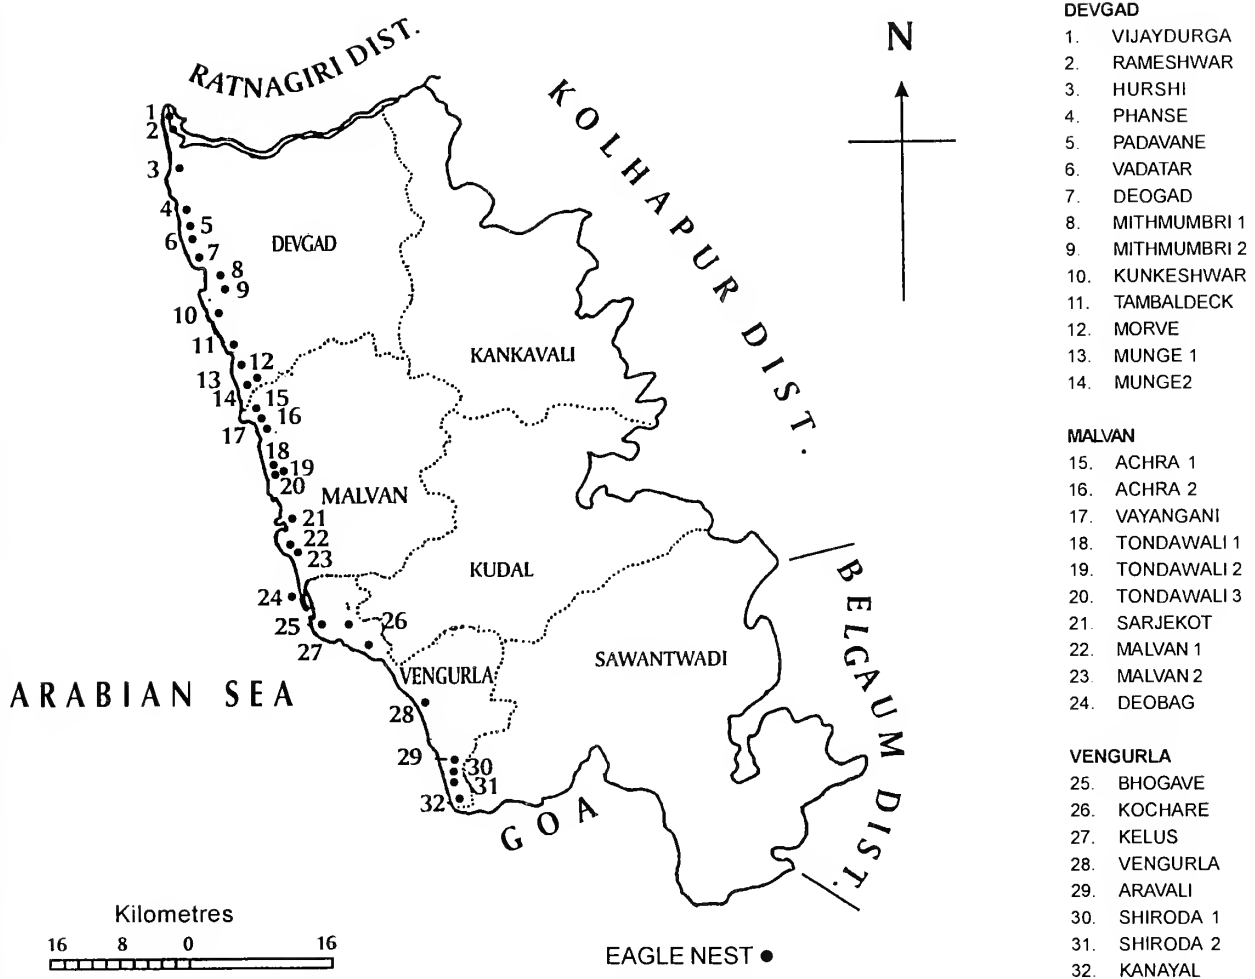 RATNAGIRI DIST.
KOLHAPUR DIST.
N
1
2
3
4
5
6
7
8
9
10
11
12
13
14
15
16
17
18
19
20
21
22
23
24
25
26
27
28
29
30
31
32
DEVGAD
KANKAVALI
MALVAN
KUDAL
VENGURLA
SAWANTWADI
ARABIAN SEA
BELGAUM DIST.
GOA
Kilometres
16 8 0 16
EAGLE NEST
DEVGAD
1. VIJAYDURGA
2. RAMESHWAR
3. HURSHI
4. PHANSE
5. PADAVANE
6. VADATAR
7. DEOGAD
8. MITHMUMBRI 1
9. MITHMUMBRI 2
10. KUNKESHWAR
11. TAMBALDECK
12. MORVE
13. MUNGE 1
14. MUNGE2
MALVAN
15. ACHRA 1
16. ACHRA 2
17. VAYANGANI
18. TONDAWALI 1
19. TONDAWALI 2
20. TONDAWALI 3
21. SARJEKOT
22. MALVAN 1
23. MALVAN 2
24. DEOBAG
VENGURLA
25. BHOGAVE
26. KOCHARE
27. KELUS
28. VENGURLA
29. ARAVALI
30. SHIRODA 1
31. SHIRODA 2
32. KANAYAL